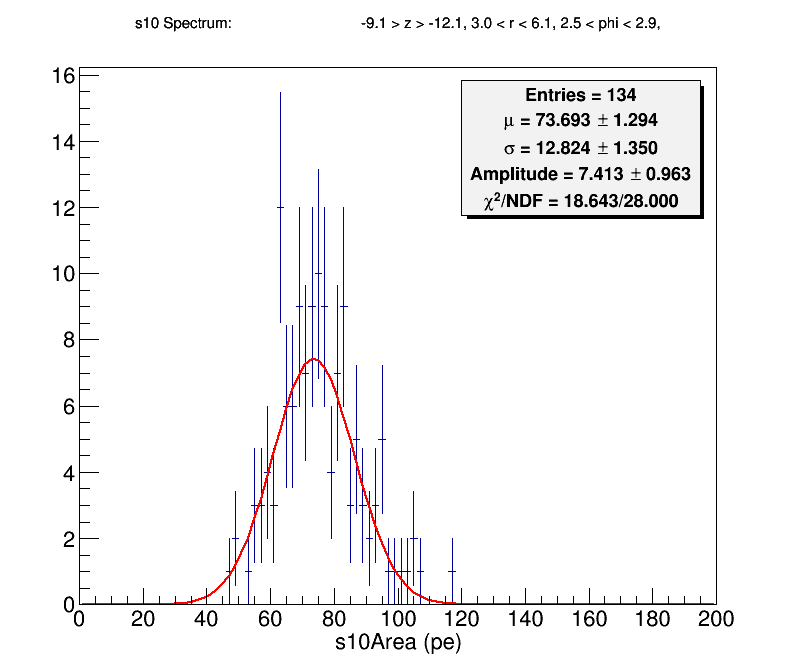 s10 Spectrum: -9.1 > z > -12.1, 3.0 < r < 6.1, 2.5 < phi < 2.9,
Entries = 134
μ = 73.693 ± 1.294
σ = 12.824 ± 1.350
Amplitude = 7.413 ± 0.963
χ²/NDF = 18.643/28.000
16
14
12
10
8
6
4
2
0
0 20 40 60 80 100 120 140 160 180 200
s10Area (pe)